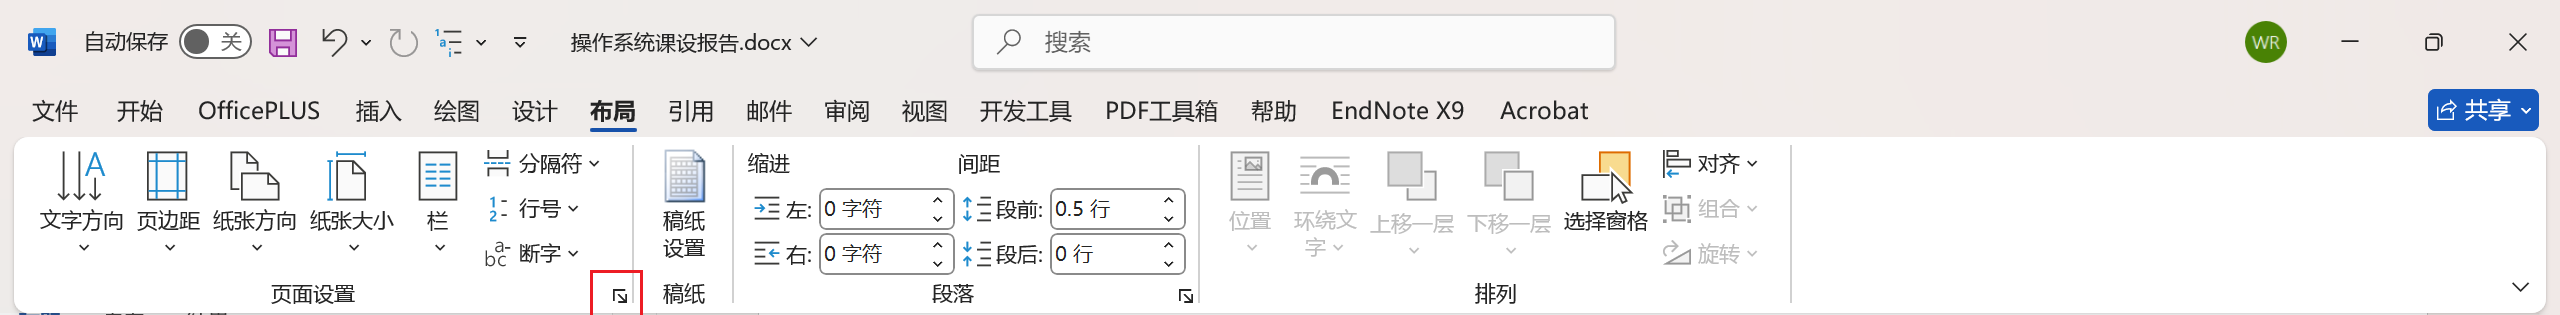 自动保存 关 操作系统课设报告.docx 搜索 WR
文件 开始 OfficePLUS 插入 绘图 设计 布局 引用 邮件 审阅 视图 开发工具 PDF工具箱 帮助 EndNote X9 Acrobat 共享
文字方向 页边距 纸张方向 纸张大小 栏
分隔符
行号
断字
页面设置
稿纸
设置
稿纸
缩进 间距
左: 0 字符 段前: 0.5 行
右: 0 字符 段后: 0 行
段落
位置 环绕文
字 上移一层 下移一层 选择窗格
对齐
组合
旋转
排列